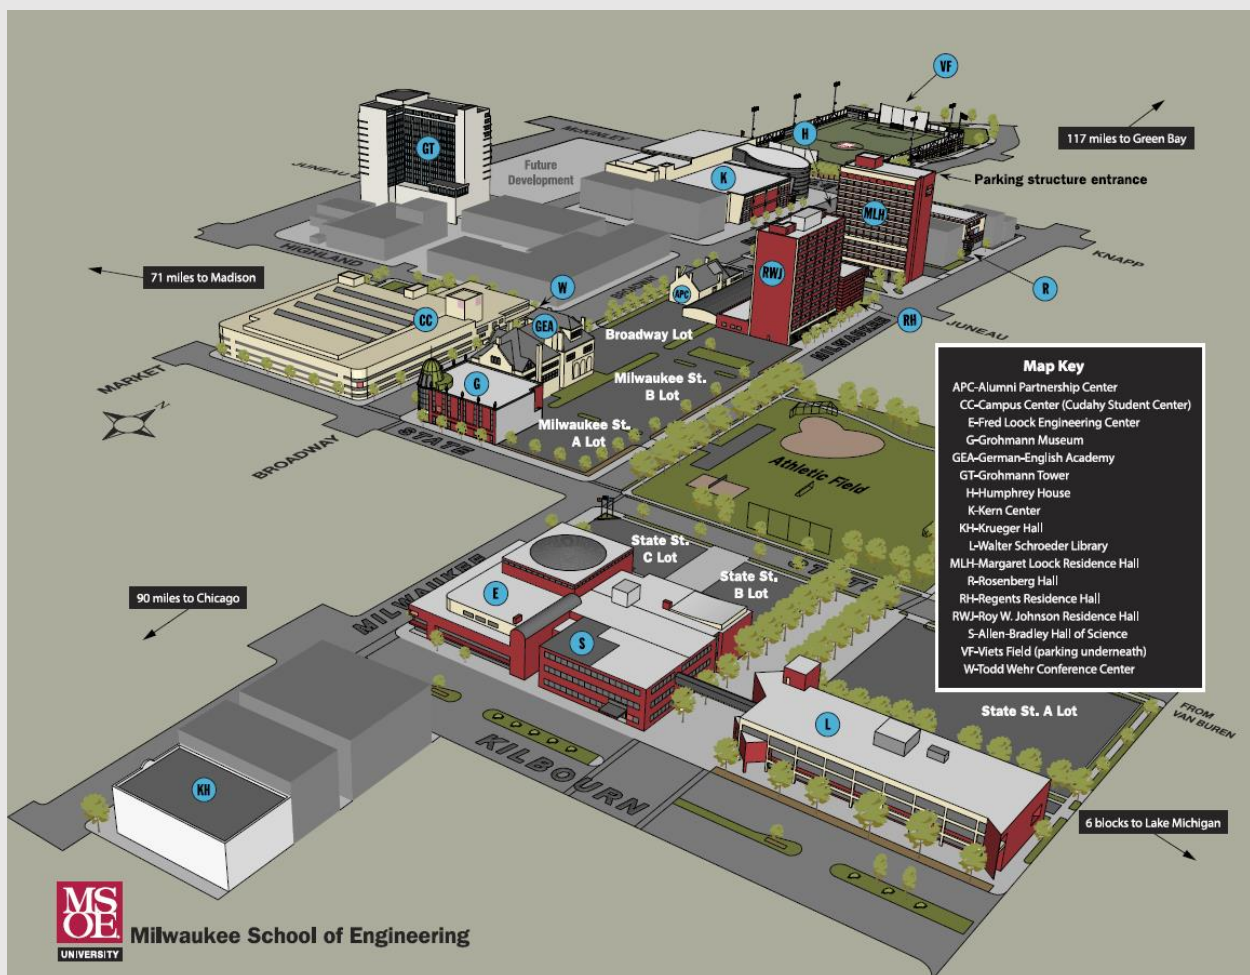 VF
117 miles to Green Bay
McKINLEY
H
GT
JUNEAU
Future
Development
K
Parking structure entrance
MLH
HIGHLAND
KNAPP
71 miles to Madison
RWJ
R
W
BROADWAY
APC
CC
GEA
RH
JUNEAU
Broadway Lot
MILWAUKEE
MARKET
G
Milwaukee St.
B Lot
N
Milwaukee St.
A Lot
STATE
BROADWAY
Athletic Field
Map Key
APC-Alumni Partnership Center
CC-Campus Center (Cudahy Student Center)
E-Fred Loock Engineering Center
G-Grohmann Museum
GEA-German-English Academy
GT-Grohmann Tower
H-Humphrey House
K-Kern Center
KH-Krueger Hall
L-Walter Schroeder Library
MLH-Margaret Loock Residence Hall
R-Rosenberg Hall
RH-Regents Residence Hall
RWJ-Roy W. Johnson Residence Hall
S-Allen-Bradley Hall of Science
VF-Viets Field (parking underneath)
W-Todd Wehr Conference Center
State St.
C Lot
STATE
State St.
B Lot
MILWAUKEE
90 miles to Chicago
E
S
State St. A Lot
FROM
VAN BUREN
L
KILBOURN
KH
6 blocks to Lake Michigan
MS
OE
UNIVERSITY
Milwaukee School of Engineering